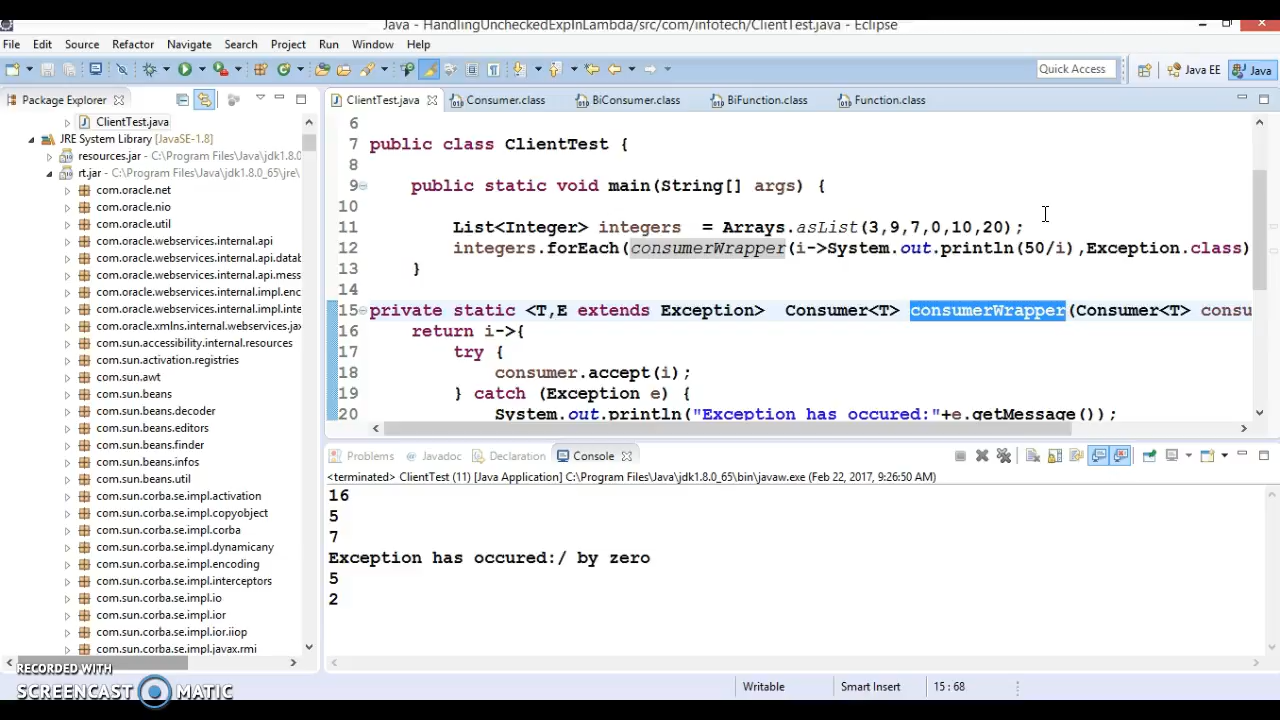 Java - HandlingUncheckedExpInLambda/src/com/infotech/ClientTest.java - Eclipse
File Edit Source Refactor Navigate Search Project Run Window Help
Quick Access
Java EE
Java
Package Explorer
ClientTest.java
JRE System Library [JavaSE-1.8]
resources.jar - C:\Program Files\Java\jdk1.8.0
rt.jar - C:\Program Files\Java\jdk1.8.0_65\jre\
com.oracle.net
com.oracle.nio
com.oracle.util
com.oracle.webservices.internal.api
com.oracle.webservices.internal.api.datab
com.oracle.webservices.internal.api.mess
com.oracle.webservices.internal.impl.enc
com.oracle.xmlns.internal.webservices.jax
com.sun.accessibility.internal.resources
com.sun.activation.registries
com.sun.awt
com.sun.beans
com.sun.beans.decoder
com.sun.beans.editors
com.sun.beans.finder
com.sun.beans.infos
com.sun.beans.util
com.sun.corba.se.impl.activation
com.sun.corba.se.impl.copyobject
com.sun.corba.se.impl.corba
com.sun.corba.se.impl.dynamicany
com.sun.corba.se.impl.encoding
com.sun.corba.se.impl.interceptors
com.sun.corba.se.impl.io
com.sun.corba.se.impl.ior
com.sun.corba.se.impl.ior.iiop
com.sun.corba.se.impl.javax.rmi
ClientTest.java Consumer.class BiConsumer.class BiFunction.class Function.class
6
7 public class ClientTest {
8
9 public static void main(String[] args) {
10
11 List<Integer> integers = Arrays.asList(3,9,7,0,10,20);
12 integers.forEach(consumerWrapper(i->System.out.println(50/i),Exception.class)
13 }
14
15 private static <T,E extends Exception> Consumer<T> consumerWrapper(Consumer<T> consu
16 return i->{
17 try {
18 consumer.accept(i);
19 } catch (Exception e) {
20 System.out.println("Exception has occured:"+e.getMessage());
Problems Javadoc Declaration Console
<terminated> ClientTest (11) [Java Application] C:\Program Files\Java\jdk1.8.0_65\bin\javaw.exe (Feb 22, 2017, 9:26:50 AM)
16
5
7
Exception has occured:/ by zero
5
2
Writable Smart Insert 15 : 68
RECORDED WITH
SCREENCAST MATIC